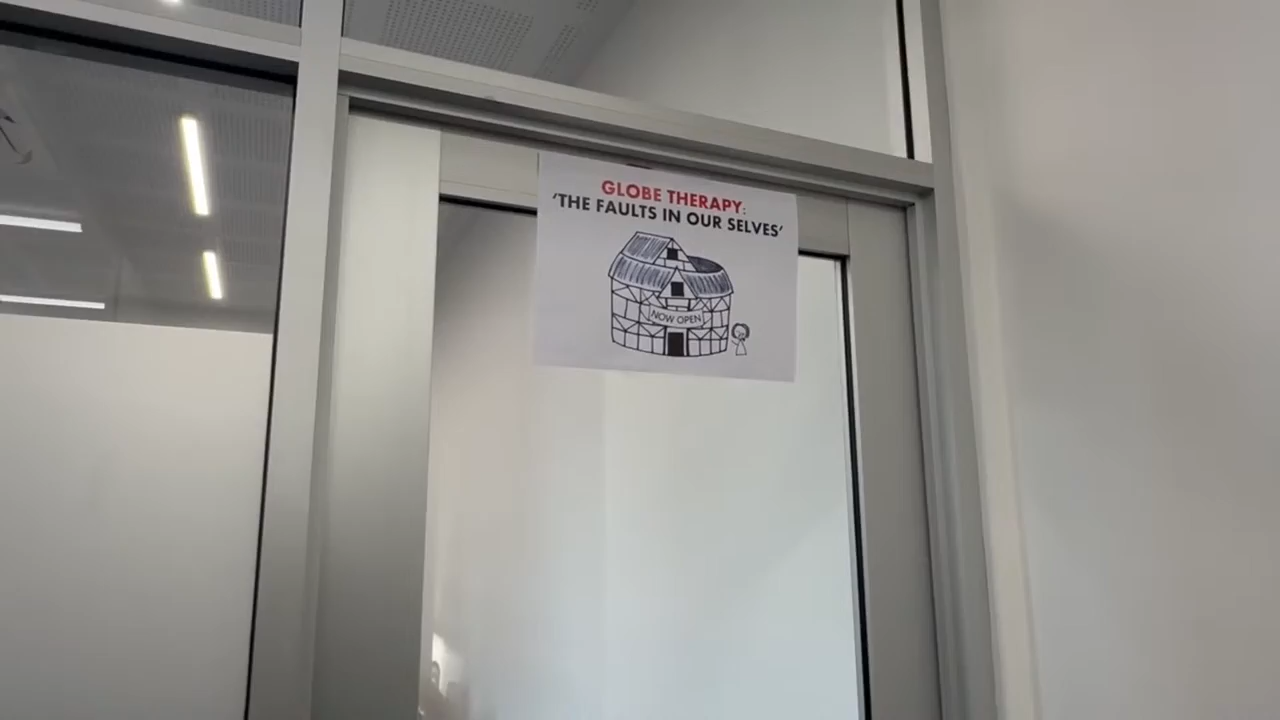 GLOBE THERAPY:
‘THE FAULTS IN OUR SELVES’
NOW OPEN